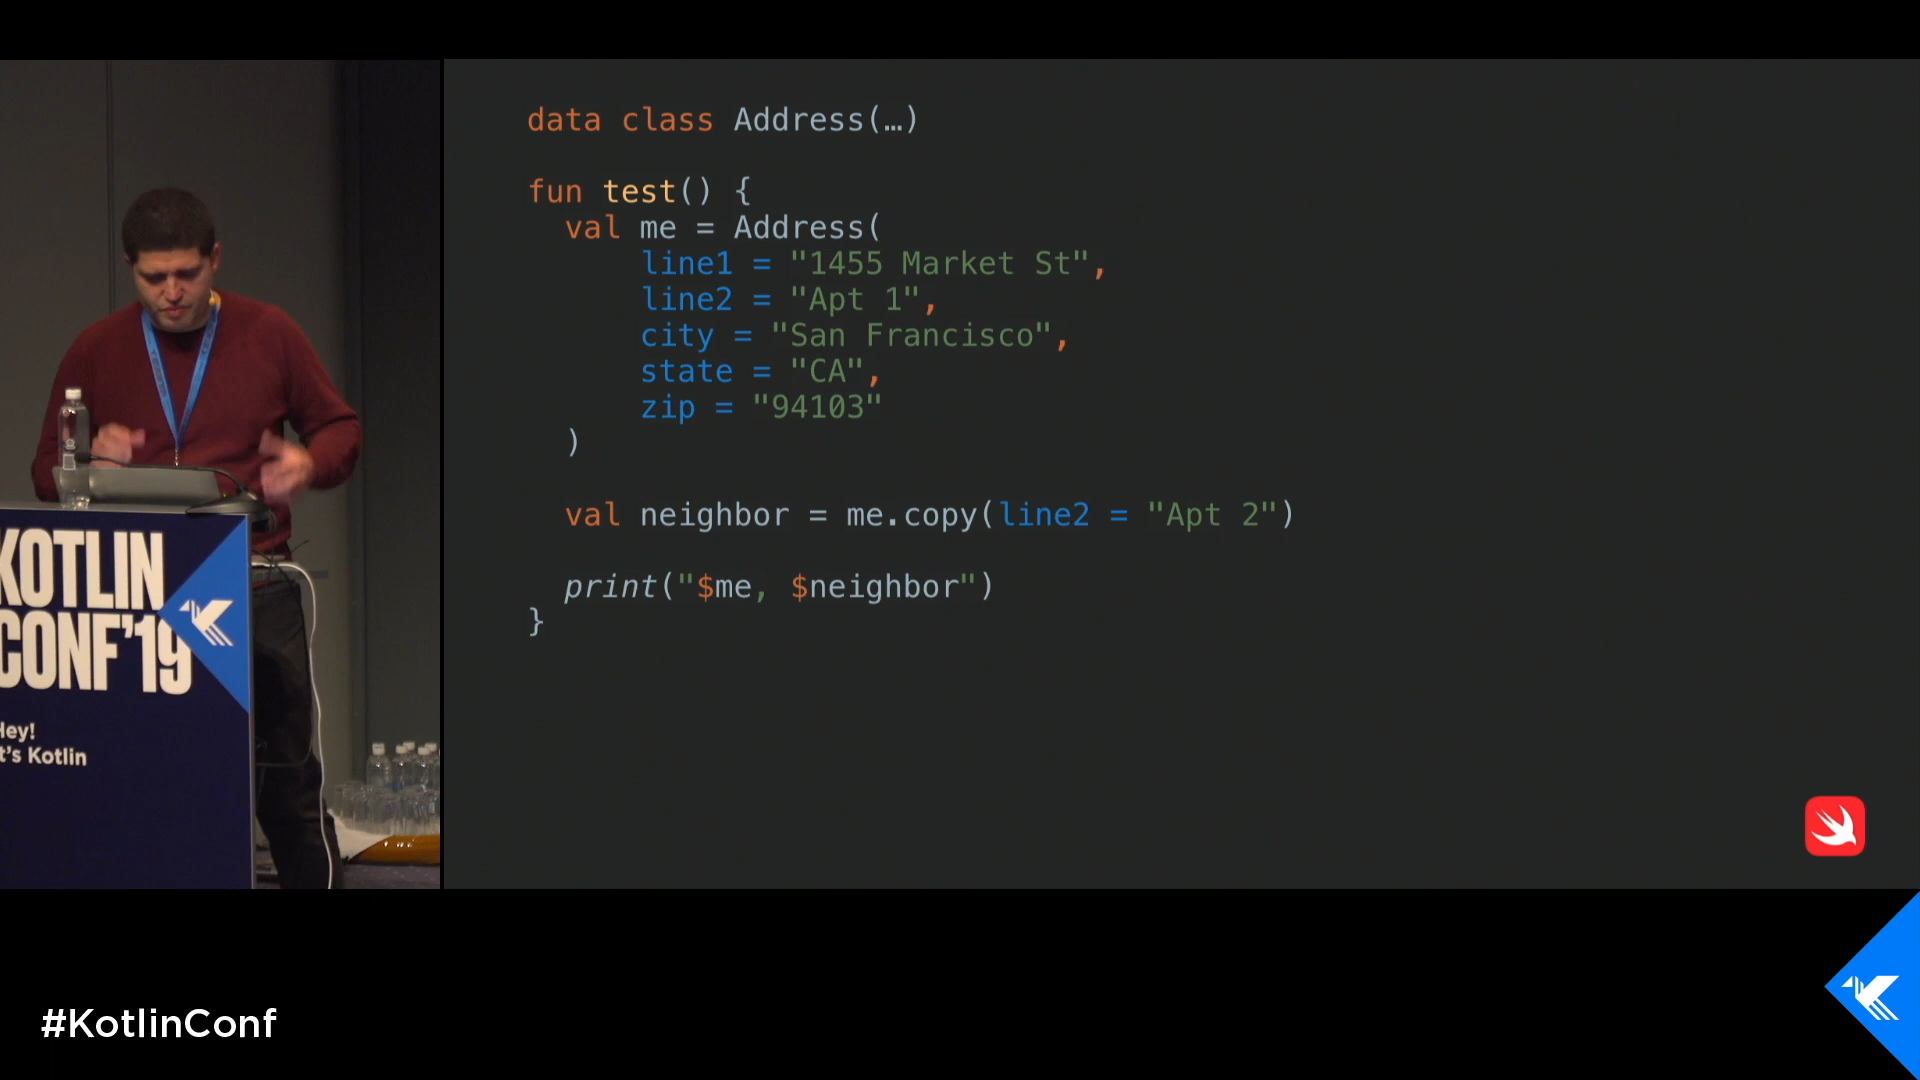 data class Address(…)
fun test() {
val me = Address(
line1 = "1455 Market St",
line2 = "Apt 1",
city = "San Francisco",
state = "CA",
zip = "94103"
)
val neighbor = me.copy(line2 = "Apt 2")
print("$me, $neighbor")
}
KOTLIN
CONF'19
Hey!
t's Kotlin
#KotlinConf